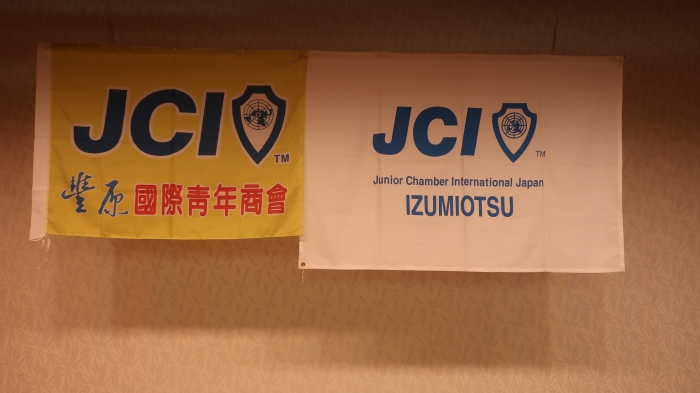 JCI TM
豐原 國際青年商會
JCI TM
Junior Chamber International Japan
IZUMIOTSU